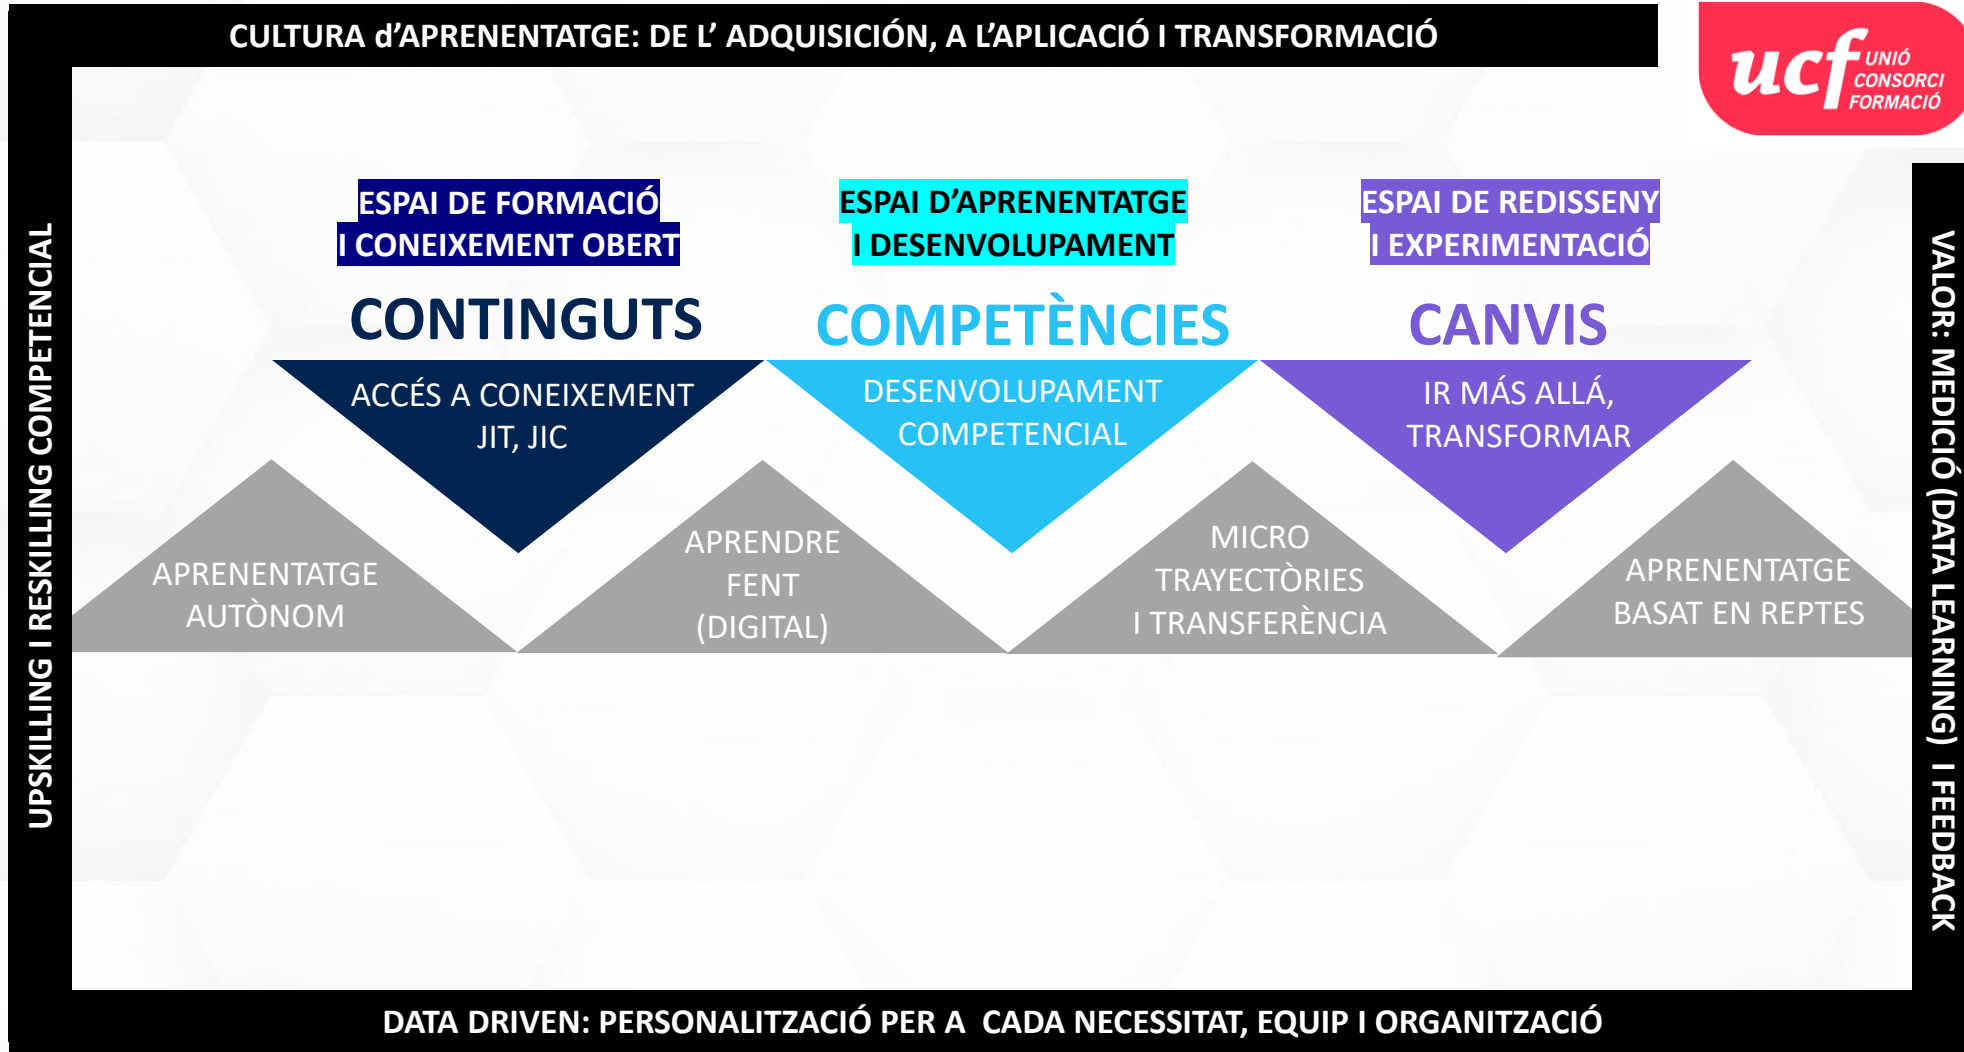 CULTURA d’APRENENTATGE: DE L’ ADQUISICIÓN, A L’APLICACIÓ I TRANSFORMACIÓ
ucf UNIÓ
CONSORCI
FORMACIÓ
UPSKILLING I RESKILLING COMPETENCIAL
ESPAI DE FORMACIÓ
I CONEIXEMENT OBERT
CONTINGUTS
ACCÉS A CONEIXEMENT
JIT, JIC
ESPAI D’APRENENTATGE
I DESENVOLUPAMENT
COMPETÈNCIES
DESENVOLUPAMENT
COMPETENCIAL
ESPAI DE REDISSENY
I EXPERIMENTACIÓ
CANVIS
IR MÁS ALLÁ,
TRANSFORMAR
APRENENTATGE
AUTÒNOM
APRENDRE
FENT
(DIGITAL)
MICRO
TRAYECTÒRIES
I TRANSFERÈNCIA
APRENENTATGE
BASAT EN REPTES
VALOR: MEDICIÓ (DATA LEARNING) I FEEDBACK
DATA DRIVEN: PERSONALITZACIÓ PER A CADA NECESSITAT, EQUIP I ORGANITZACIÓ